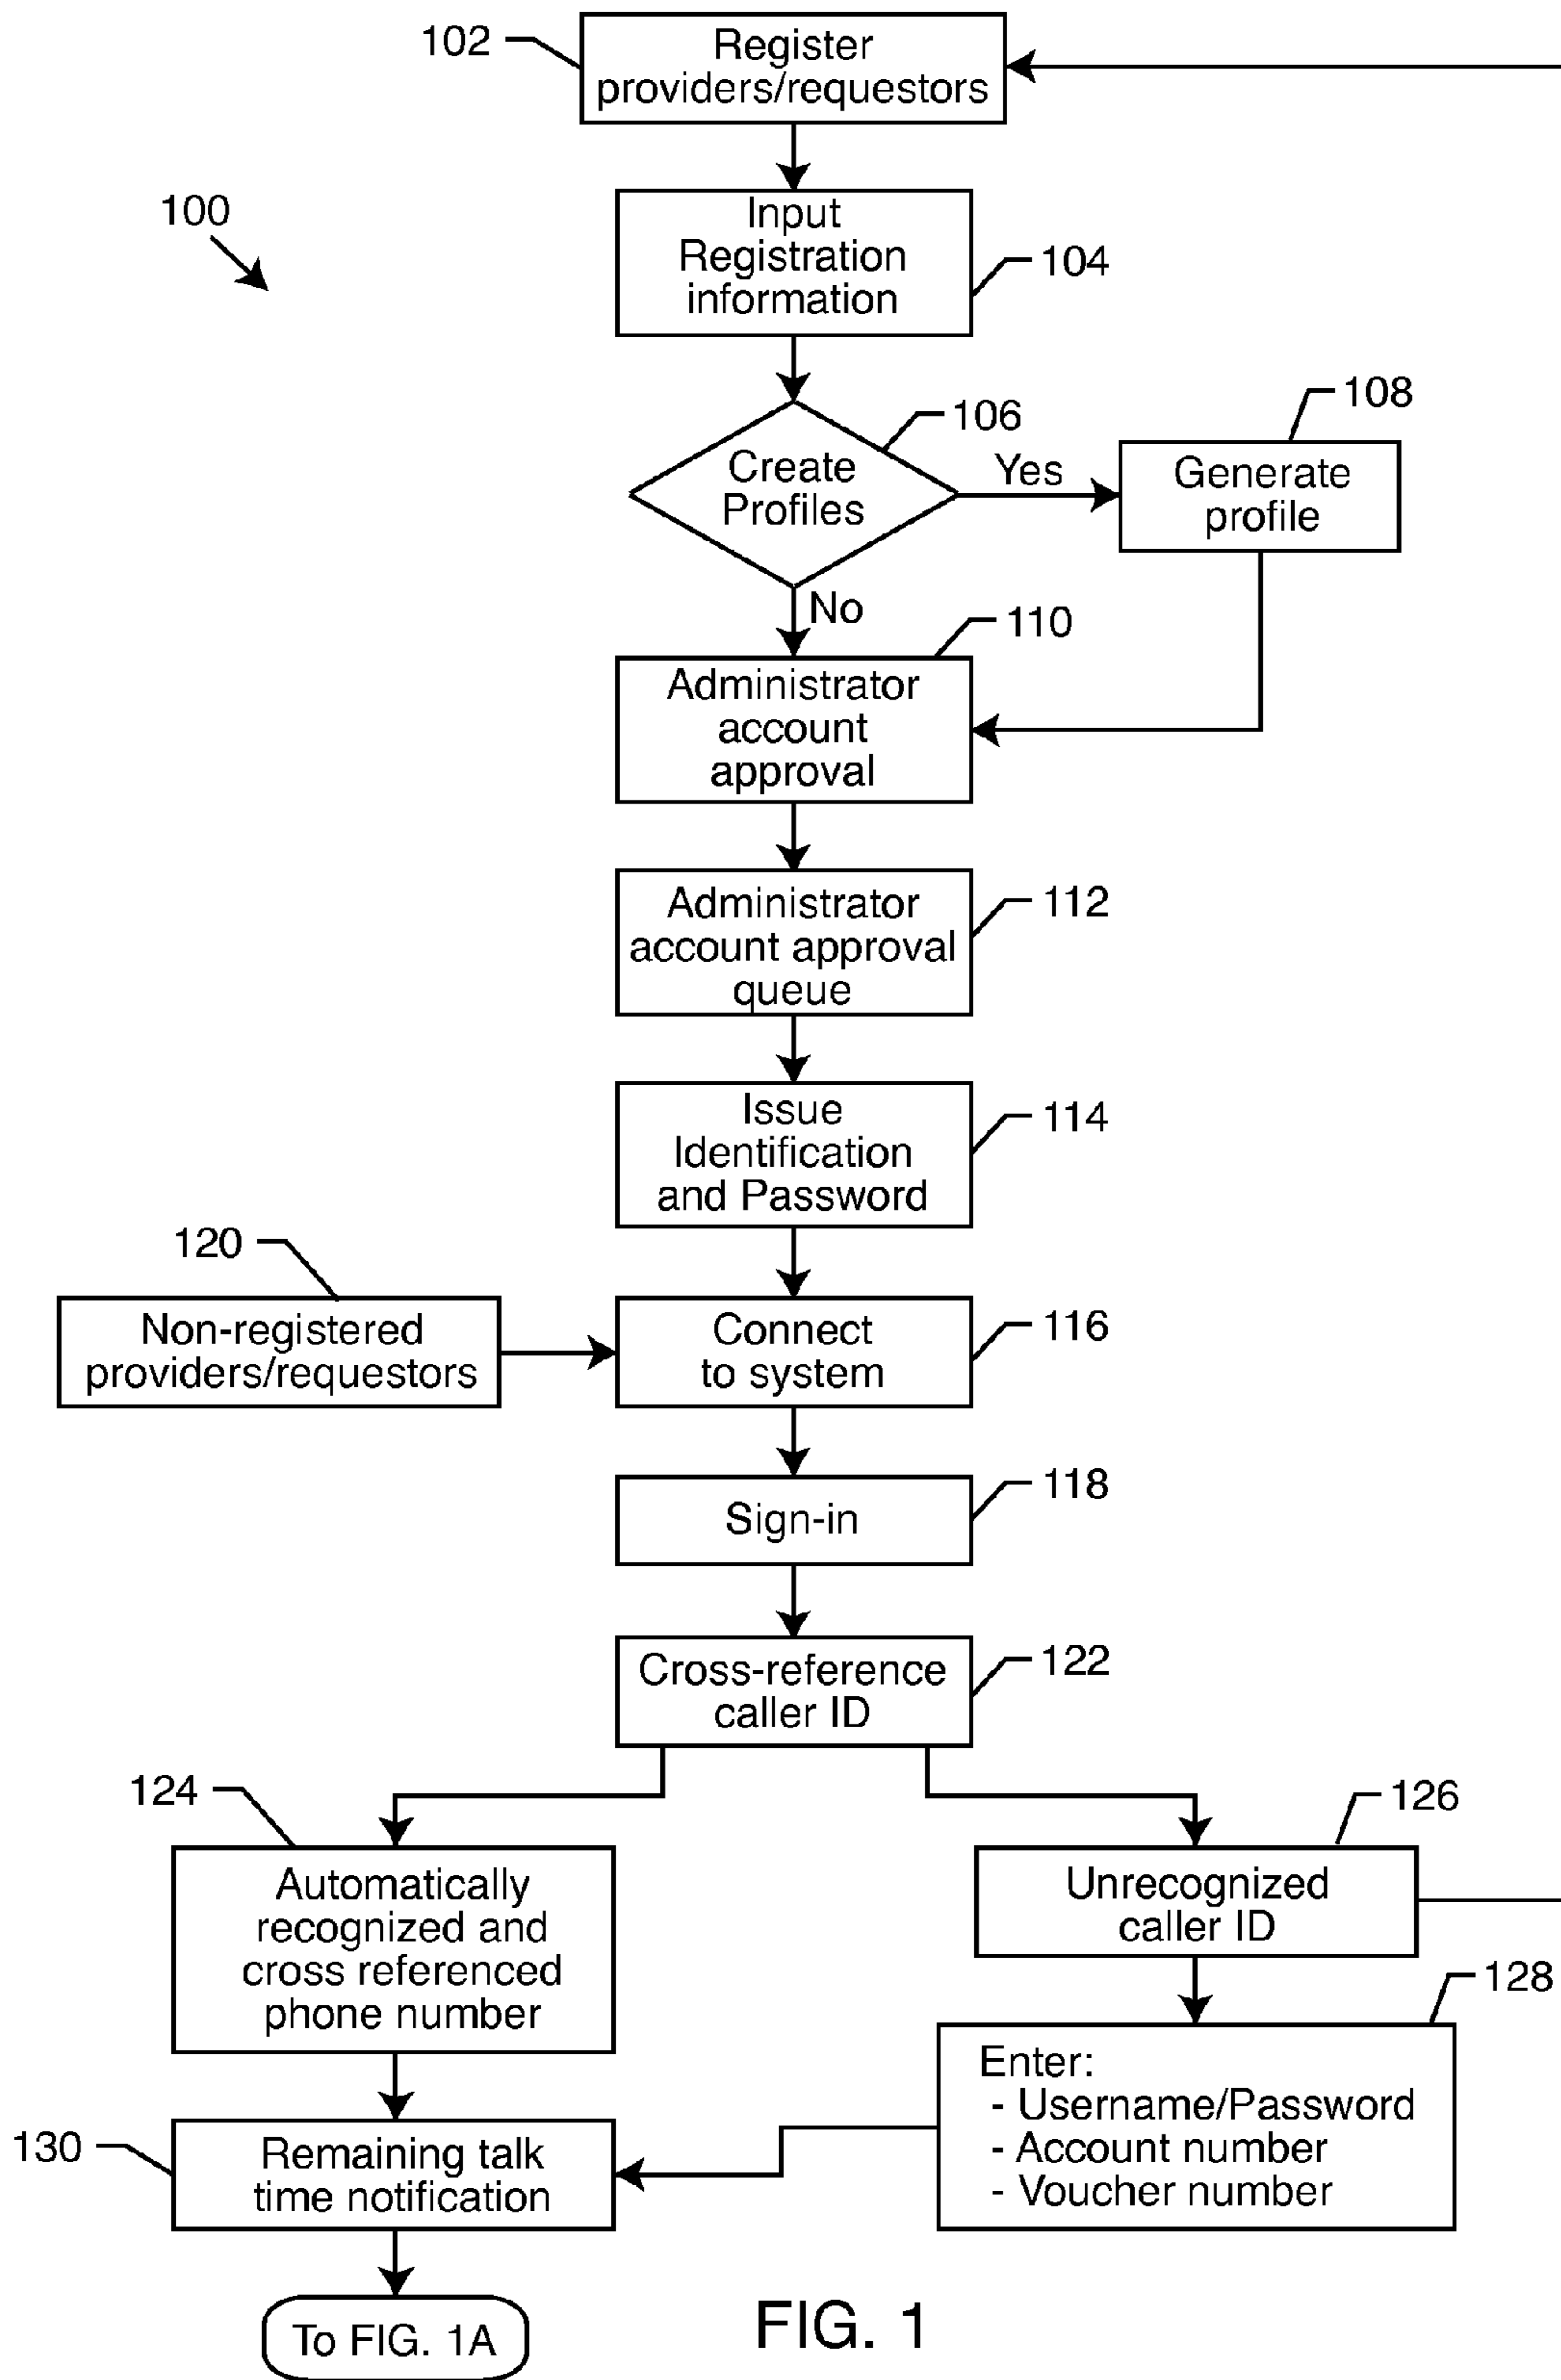 102
Register
providers/requestors
100
Input
Registration
information
104
106
Create
Profiles
Yes
108
Generate
profile
No
110
Administrator
account
approval
Administrator
account approval
queue
112
Issue
Identification
and Password
114
120
Non-registered
providers/requestors
Connect
to system
116
Sign-in
118
Cross-reference
caller ID
122
124
Automatically
recognized and
cross referenced
phone number
126
Unrecognized
caller ID
128
Enter:
- Username/Password
- Account number
- Voucher number
130
Remaining talk
time notification
To FIG. 1A
FIG. 1